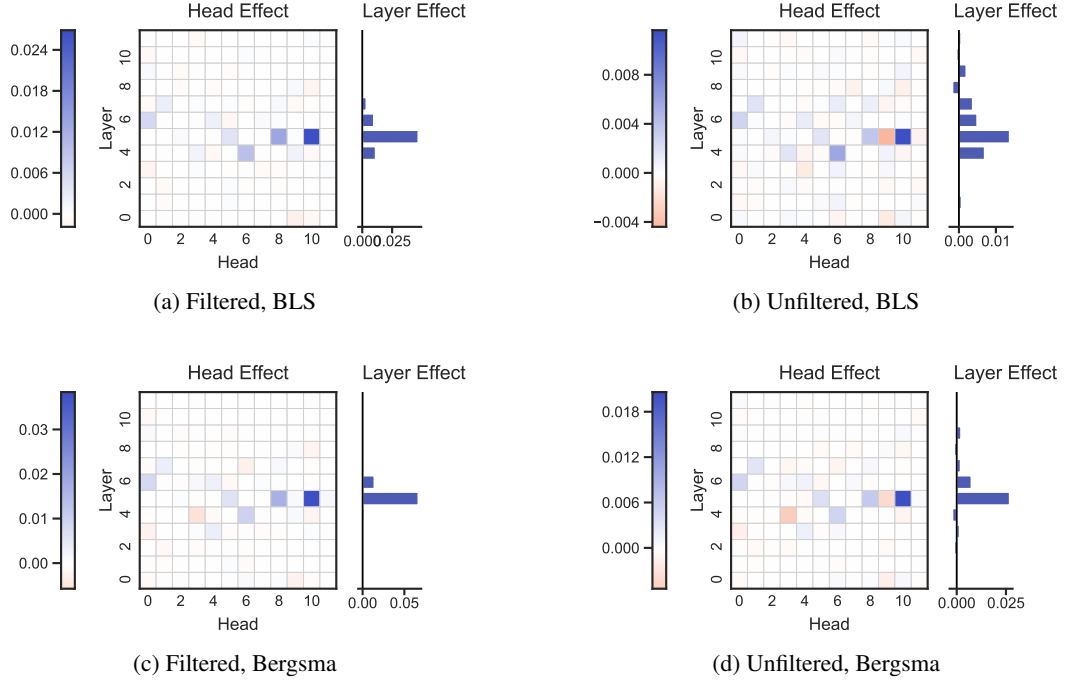 Head Effect
Layer Effect
0.024
0.018
0.012
0.006
0.000
Layer
10
8
6
4
2
0
0 2 4 6 8 10
Head
0.000 0.025
(a) Filtered, BLS
Head Effect
Layer Effect
0.008
0.004
0.000
−0.004
Layer
10
8
6
4
2
0
0 2 4 6 8 10
Head
0.00 0.01
(b) Unfiltered, BLS
Head Effect
Layer Effect
0.03
0.02
0.01
0.00
Layer
10
8
6
4
2
0
0 2 4 6 8 10
Head
0.00 0.05
(c) Filtered, Bergsma
Head Effect
Layer Effect
0.018
0.012
0.006
0.000
Layer
10
8
6
4
2
0
0 2 4 6 8 10
Head
0.000 0.025
(d) Unfiltered, Bergsma